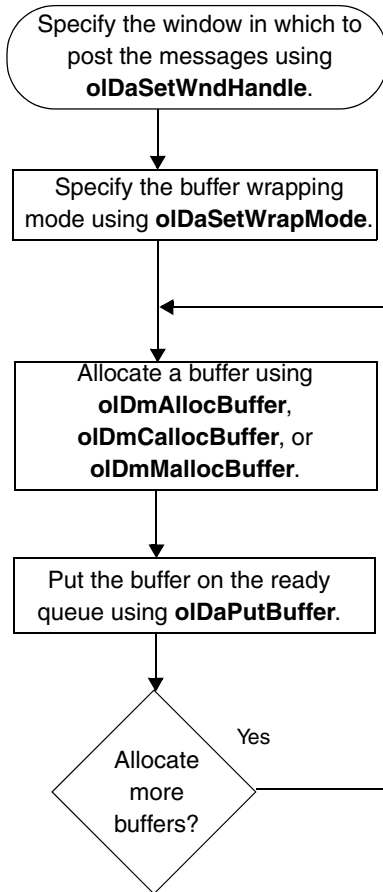 Specify the window in which to
post the messages using
olDaSetWndHandle.
Specify the buffer wrapping
mode using olDaSetWrapMode.
Allocate a buffer using
olDmAllocBuffer,
olDmCallocBuffer, or
olDmMallocBuffer.
Put the buffer on the ready
queue using olDaPutBuffer.
Yes
Allocate
more
buffers?